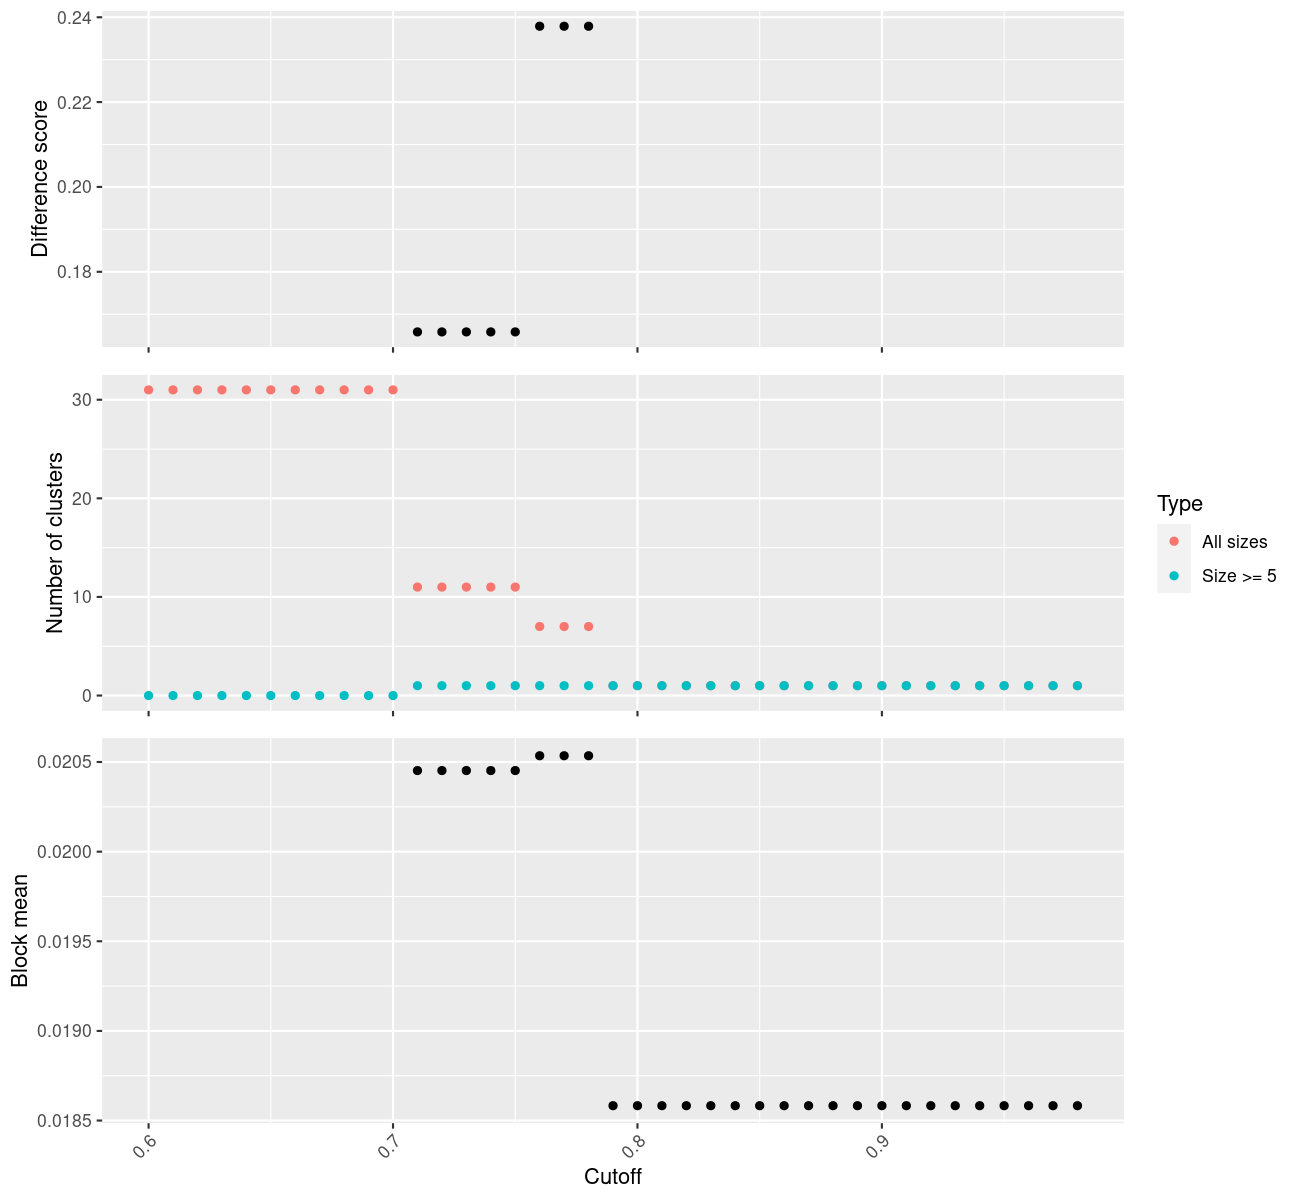 Difference score
0.24
0.22
0.20
0.18
Number of clusters
30
20
10
0
Type
All sizes
Size >= 5
Block mean
0.0205
0.0200
0.0195
0.0190
0.0185
0.6 0.7 0.8 0.9
Cutoff